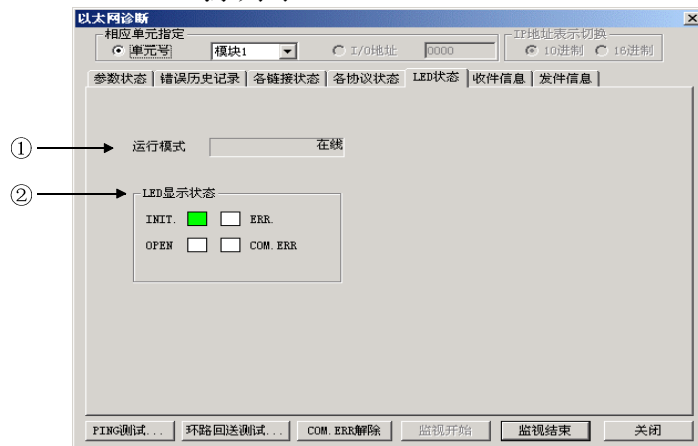 以太网诊断
相应单元指定
IP地址表示切换
单元号 模块1 I/O地址 0000 10进制 16进制
参数状态 错误历史记录 各链接状态 各协议状态 LED状态 收件信息 发件信息
① 运行模式 在线
② LED显示状态
INIT. ERR.
OPEN COM.ERR
PING测试... 环路回送测试... COM.ERR解除 监视开始 监视结束 关闭